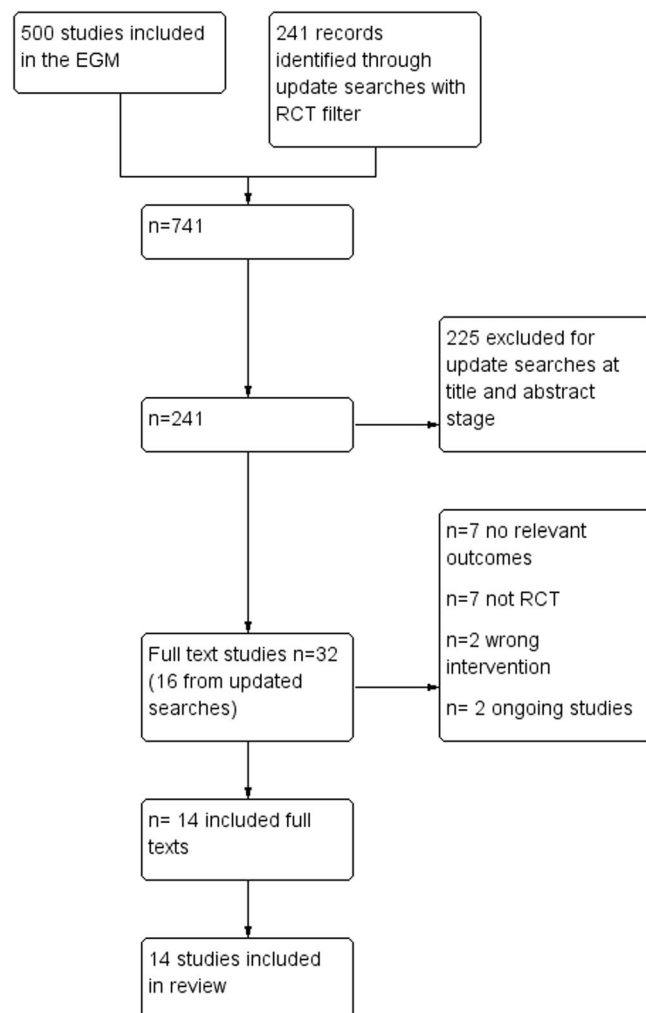 500 studies included
in the EGM
241 records
identified through
update searches with
RCT filter
n=741
225 excluded for
update searches at
title and abstract
stage
n=241
n=7 no relevant
outcomes
n=7 not RCT
n=2 wrong
intervention
n= 2 ongoing studies
Full text studies n=32
(16 from updated
searches)
n= 14 included full
texts
14 studies included
in review